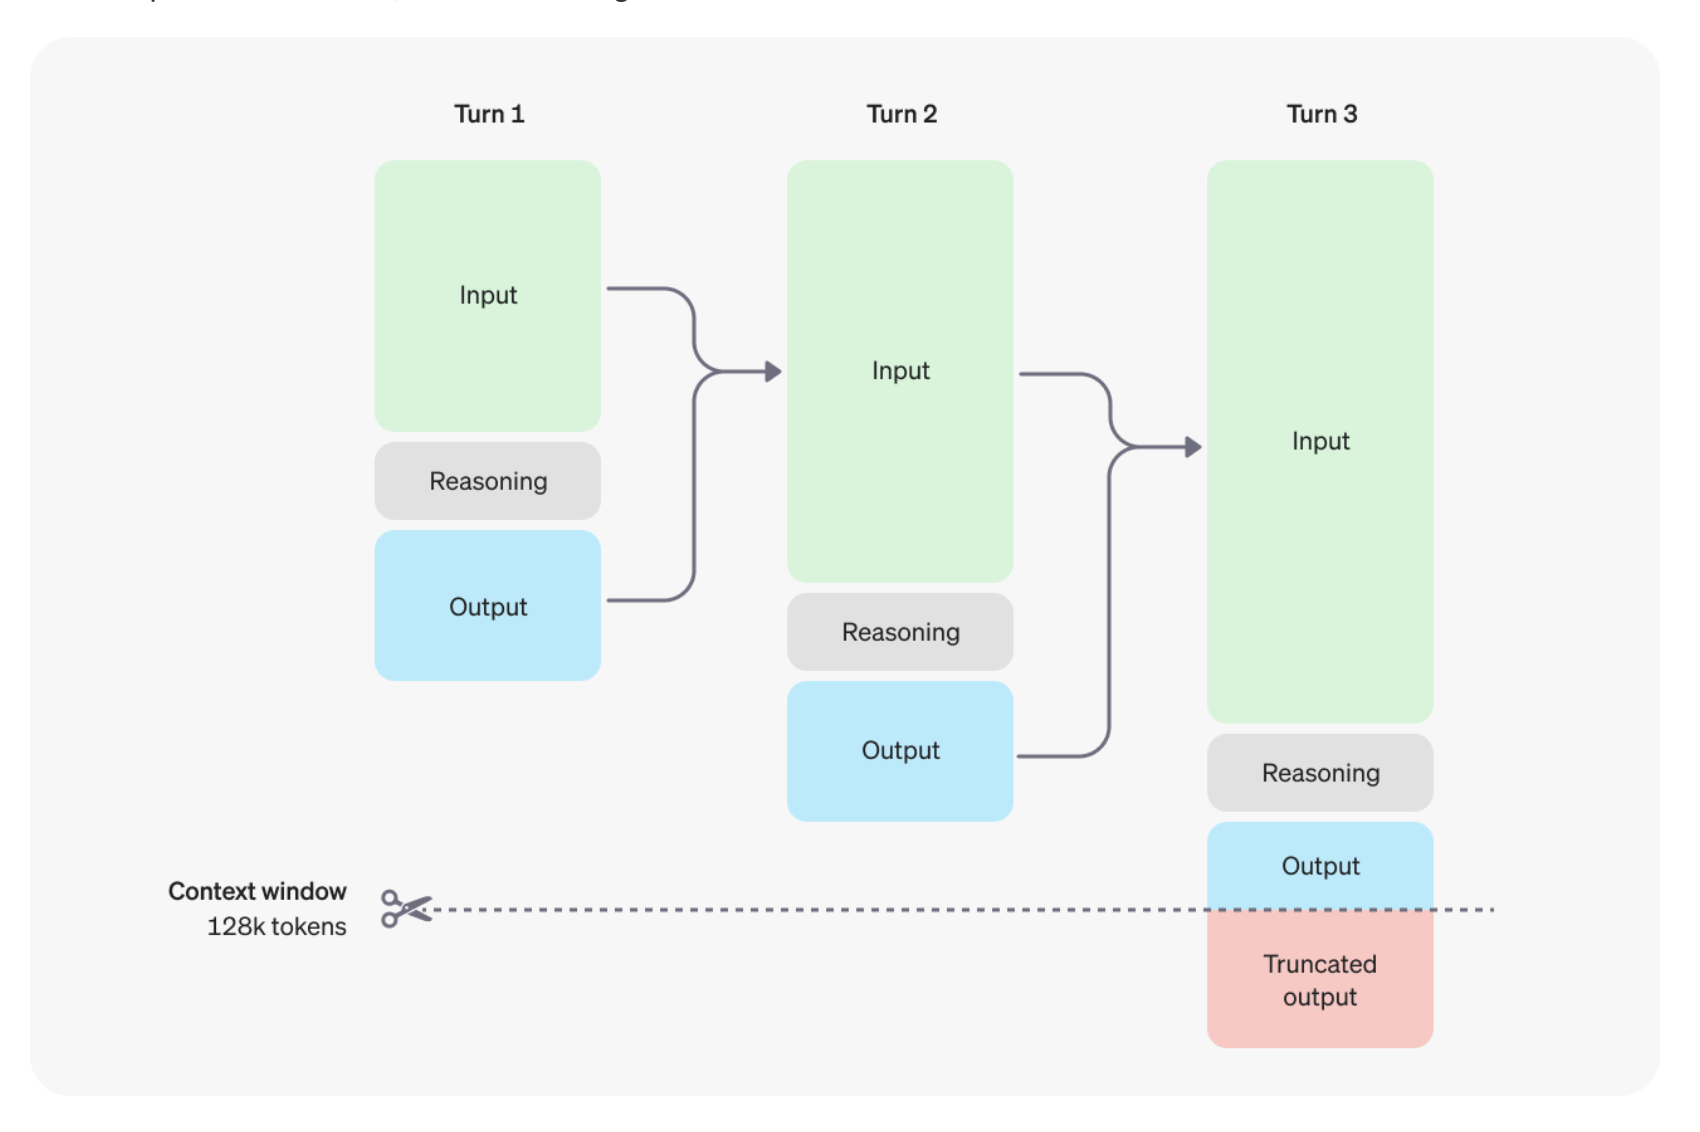 Turn 1
Turn 2
Turn 3
Input
Input
Input
Reasoning
Output
Reasoning
Output
Reasoning
Output
Context window
128k tokens
Truncated
output